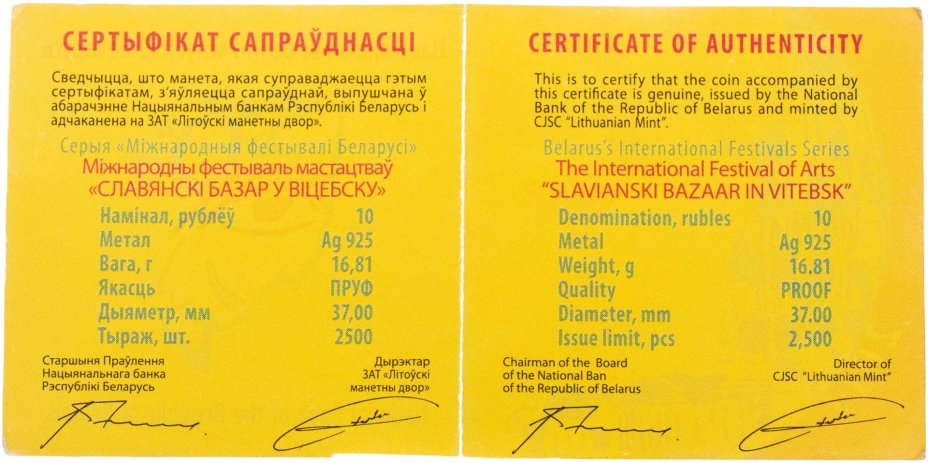 СЕРТЫФІКАТ САПРАЎДНАСЦІ
Сведчыцца, што манета, якая суправаджаецца гэтым
сертыфікатам, з’яўляецца сапраўднай, выпушчана ў
абарачэнне Нацыянальным банкам Рэспублікі Беларусь і
адчаканена на ЗАТ «Літоўскі манетны двор».
Серыя «Міжнародныя фестывалі Беларусі»
Міжнародны фестываль мастацтваў
«СЛАВЯНСКІ БАЗАР У ВІЦЕБСКУ»
Намінал, рублёў 10
Метал Ag 925
Вага, г 16,81
Якасць ПРУФ
Дыяметр, мм 37,00
Тыраж, шт. 2500
Старшыня Праўлення
Нацыянальнага банка
Рэспублікі Беларусь
Дырэктар
ЗАТ «Літоўскі
манетны двор»
CERTIFICATE OF AUTHENTICITY
This is to certify that the coin accompanied by
this certificate is genuine, issued by the National
Bank of the Republic of Belarus and minted by
CJSC “Lithuanian Mint”.
Belarus’s International Festivals Series
The International Festival of Arts
“SLAVIANSKI BAZAAR IN VITEBSK”
Denomination, rubles 10
Metal Ag 925
Weight, g 16.81
Quality PROOF
Diameter, mm 37.00
Issue limit, pcs 2,500
Chairman of the Board
of the National Ban
of the Republic of Belarus
Director of
CJSC “Lithuanian Mint”